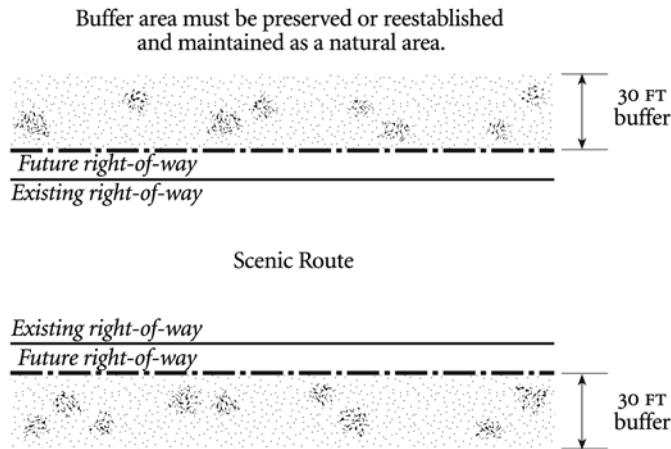 Buffer area must be preserved or reestablished
and maintained as a natural area.
30 FT
buffer
Future right-of-way
Existing right-of-way
Scenic Route
Existing right-of-way
Future right-of-way
30 FT
buffer